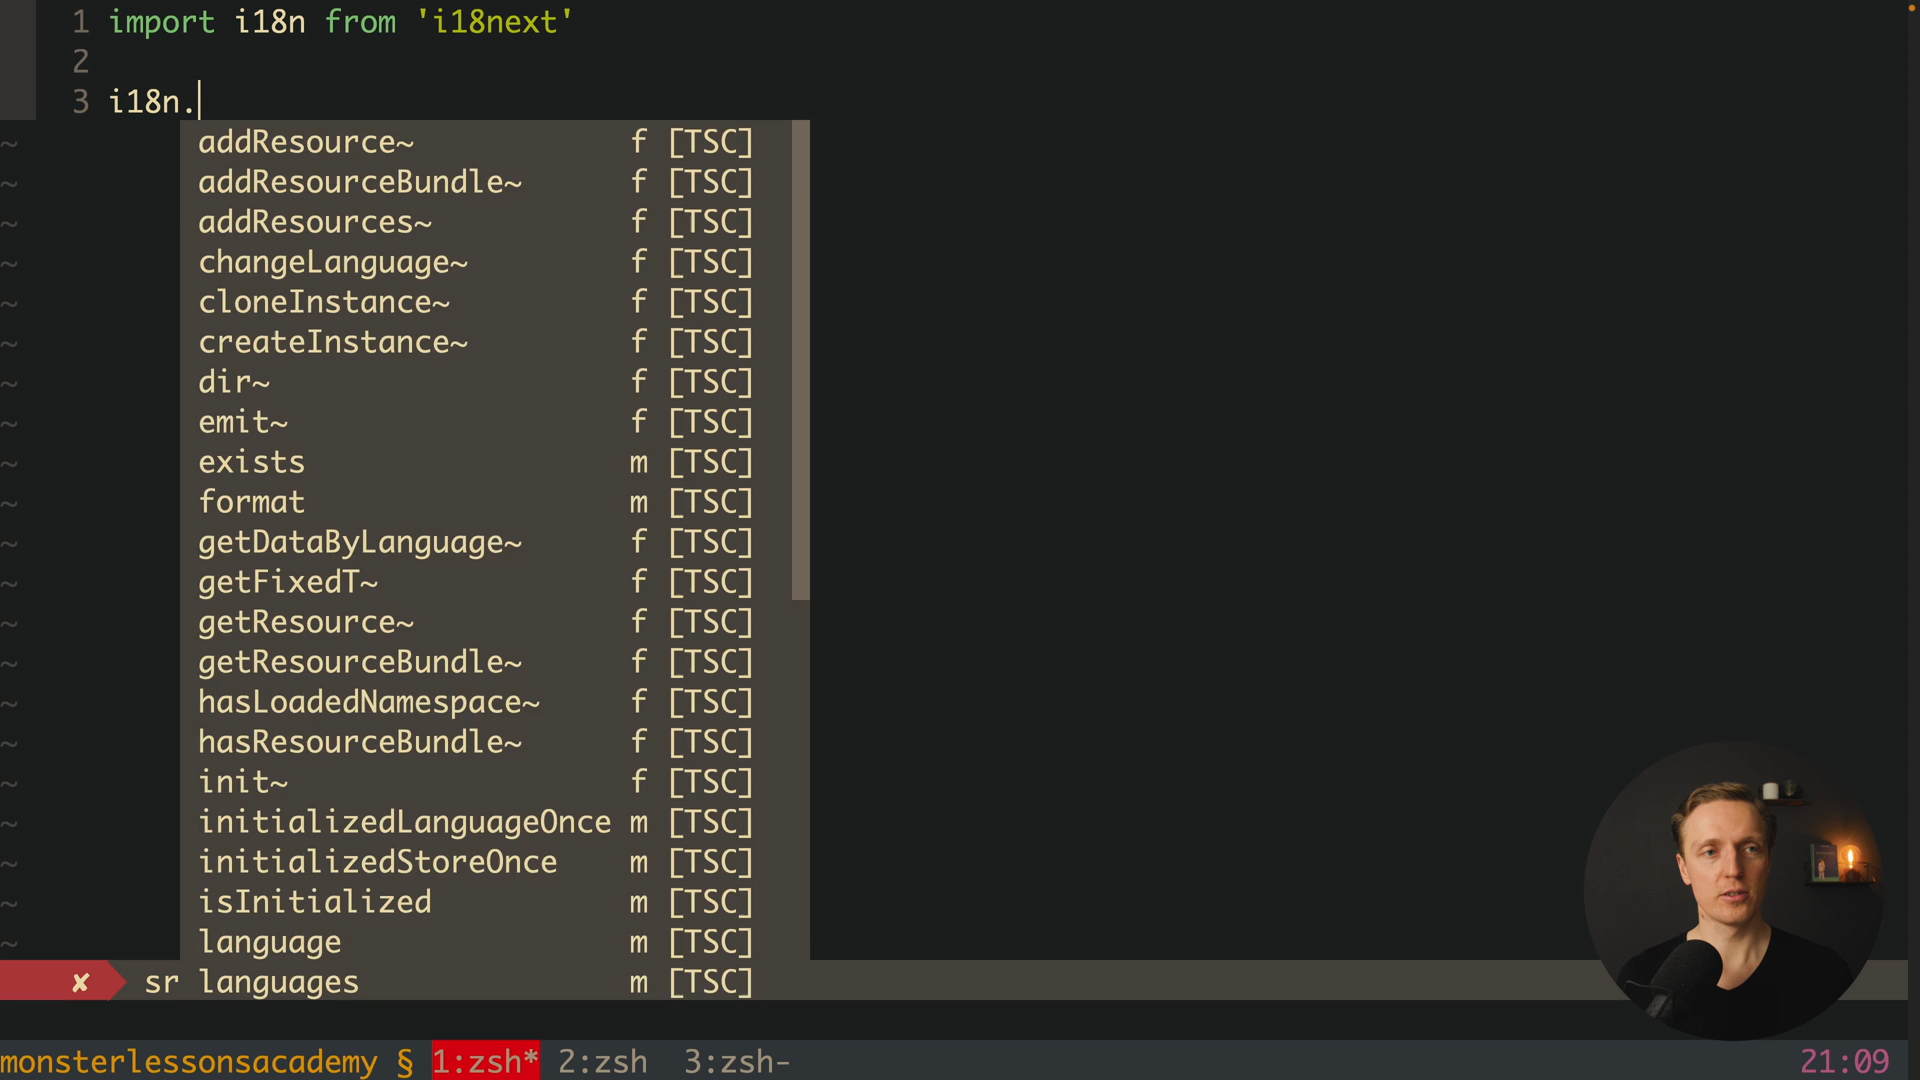 1 import i18n from 'i18next'
2
3 i18n.
~ addResource~ f [TSC]
~ addResourceBundle~ f [TSC]
~ addResources~ f [TSC]
~ changeLanguage~ f [TSC]
~ cloneInstance~ f [TSC]
~ createInstance~ f [TSC]
~ dir~ f [TSC]
~ emit~ f [TSC]
~ exists m [TSC]
~ format m [TSC]
~ getDataByLanguage~ f [TSC]
~ getFixedT~ f [TSC]
~ getResource~ f [TSC]
~ getResourceBundle~ f [TSC]
~ hasLoadedNamespace~ f [TSC]
~ hasResourceBundle~ f [TSC]
~ init~ f [TSC]
~ initializedLanguageOnce m [TSC]
~ initializedStoreOnce m [TSC]
~ isInitialized m [TSC]
~ language m [TSC]
✘ sr languages m [TSC]
monsterlessonsacademy § 1:zsh* 2:zsh 3:zsh- 21:09